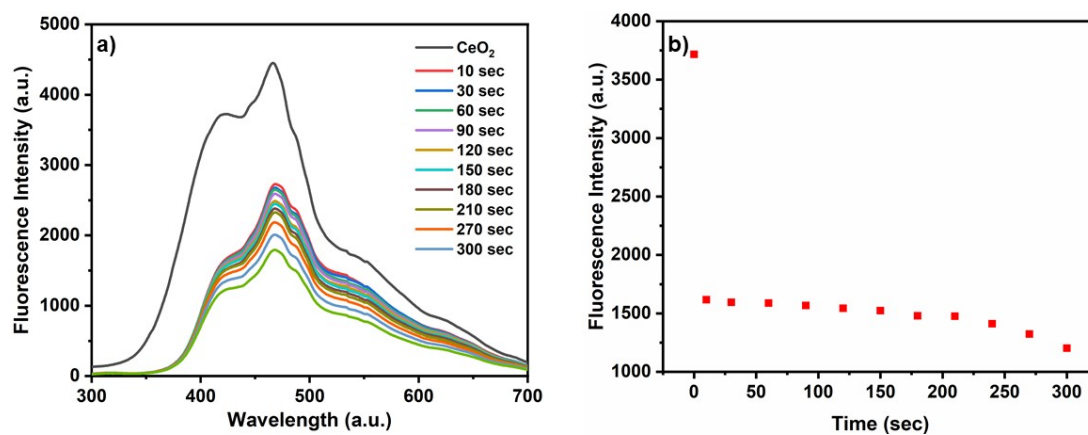 a)
5000
4000
3000
2000
1000
0
300
400
500
600
700
Fluorescence Intensity (a.u.)
Wavelength (a.u.)
CeO₂
10 sec
30 sec
60 sec
90 sec
120 sec
150 sec
180 sec
210 sec
270 sec
300 sec
b)
4000
3500
3000
2500
2000
1500
1000
0
50
100
150
200
250
300
Fluorescence Intensity (a.u.)
Time (sec)